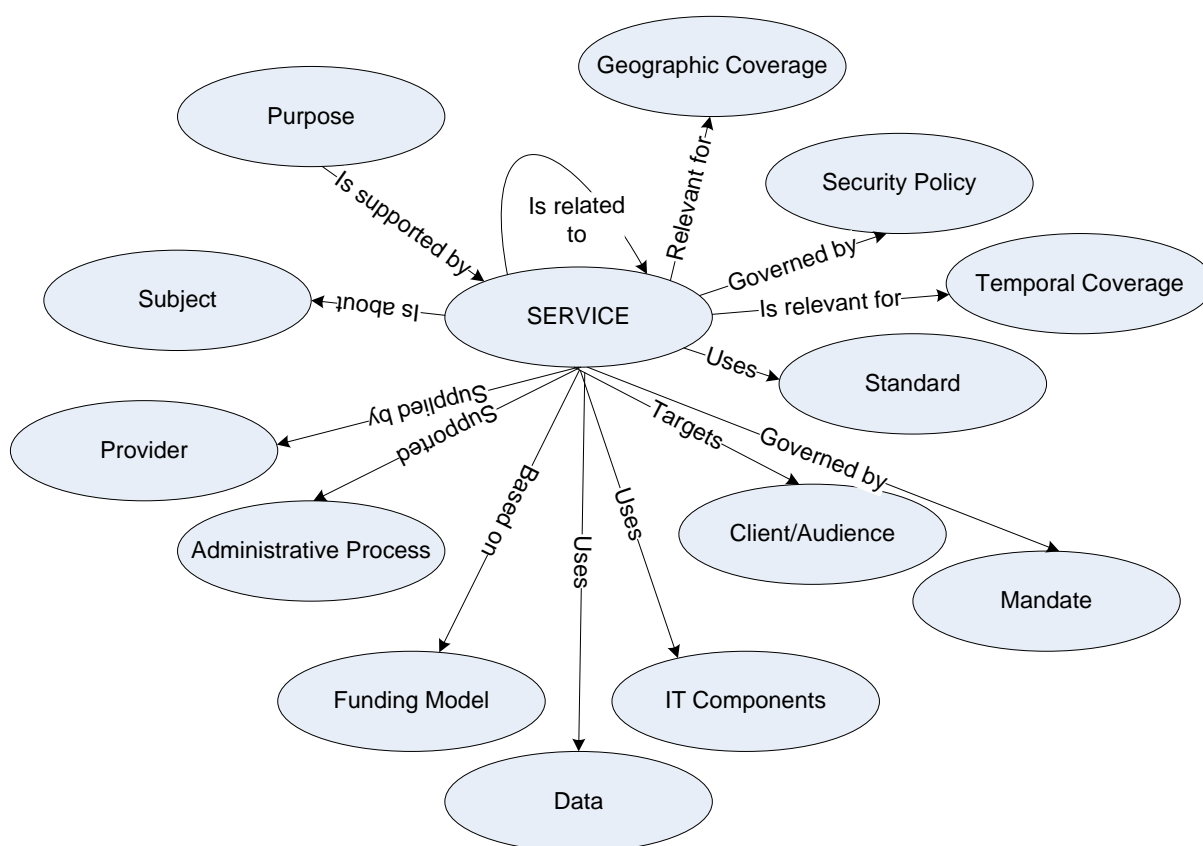 Geographic Coverage
Purpose
Relevant for
Security Policy
Is supported by
Is related
to
Governed by
Subject
Is about
SERVICE
Is relevant for
Temporal Coverage
Uses
Standard
Supplied by
Provider
Supported
Targets
Governed by
Administrative Process
Based on
Uses
Uses
Client/Audience
Mandate
Funding Model
IT Components
Data